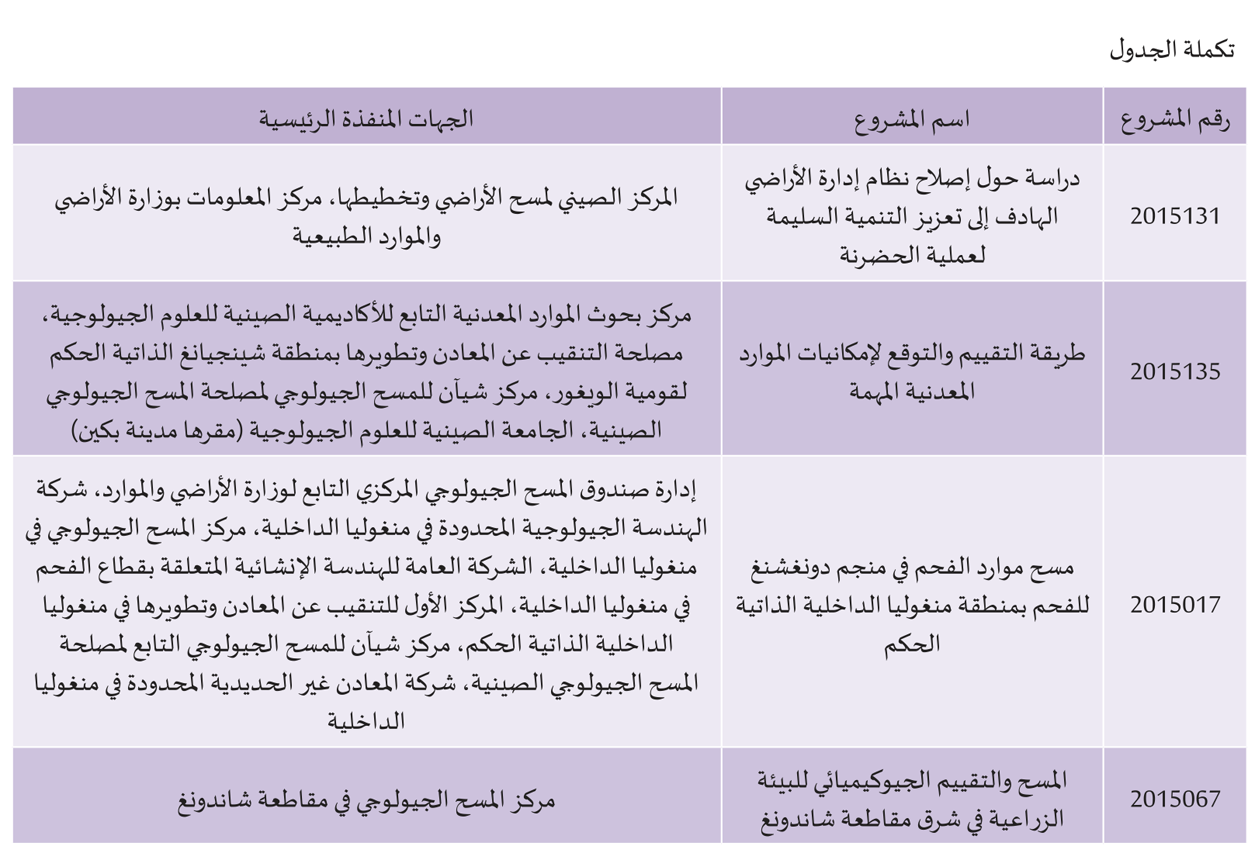 تكملة الجدول
رقم المشروع
اسم المشروع
الجهات المنفذة الرئيسية
2015131
دراسة حول إصلاح نظام إدارة الأراضي
الهادف إلى تعزيز التنمية السليمة
لعملية الحضرنة
المركز الصيني لمسح الأراضي وتخطيطها، مركز المعلومات بوزارة الأراضي
والموارد الطبيعية
2015135
طريقة التقييم والتوقع لإمكانيات الموارد
المعدنية المهمة
مركز بحوث الموارد المعدنية التابع للأكاديمية الصينية للعلوم الجيولوجية،
مصلحة التنقيب عن المعادن وتطويرها بمنطقة شينجيانغ الذاتية الحكم
لقومية الويغور، مركز شيآن للمسح الجيولوجي لمصلحة المسح الجيولوجي
الصينية، الجامعة الصينية للعلوم الجيولوجية (مقرها مدينة بكين)
2015017
مسح موارد الفحم في منجم دونغشنغ
للفحم بمنطقة منغوليا الداخلية الذاتية
الحكم
إدارة صندوق المسح الجيولوجي المركزي التابع لوزارة الأراضي والموارد، شركة
الهندسة الجيولوجية المحدودة في منغوليا الداخلية، مركز المسح الجيولوجي في
منغوليا الداخلية، الشركة العامة للهندسة الإنشائية المتعلقة بقطاع الفحم
في منغوليا الداخلية، المركز الأول للتنقيب عن المعادن وتطويرها في منغوليا
الداخلية الذاتية الحكم، مركز شيآن للمسح الجيولوجي التابع لمصلحة
المسح الجيولوجي الصينية، شركة المعادن غير الحديدية المحدودة في منغوليا
الداخلية
2015067
المسح والتقييم الجيوكيميائي للبيئة
الزراعية في شرق مقاطعة شاندونغ
مركز المسح الجيولوجي في مقاطعة شاندونغ